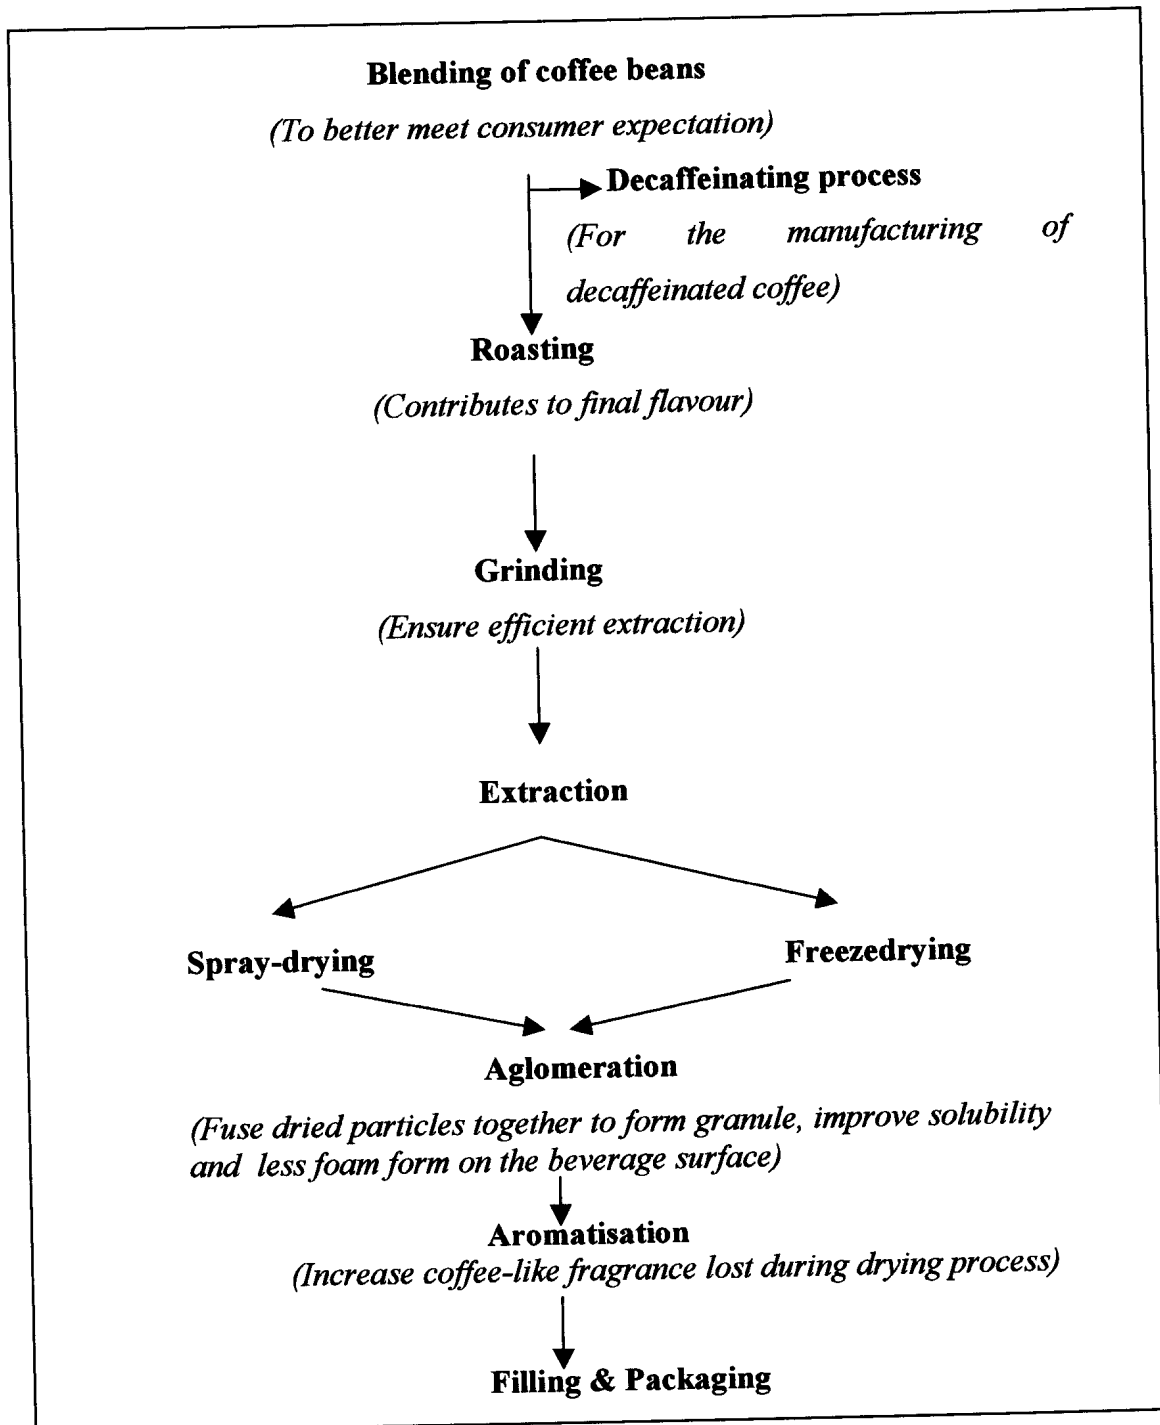 Blending of coffee beans
(To better meet consumer expectation)
Decaffeinating process
(For the manufacturing of
decaffeinated coffee)
Roasting
(Contributes to final flavour)
Grinding
(Ensure efficient extraction)
Extraction
Spray-drying
Freezedrying
Aglomeration
(Fuse dried particles together to form granule, improve solubility
and less foam form on the beverage surface)
Aromatisation
(Increase coffee-like fragrance lost during drying process)
Filling & Packaging